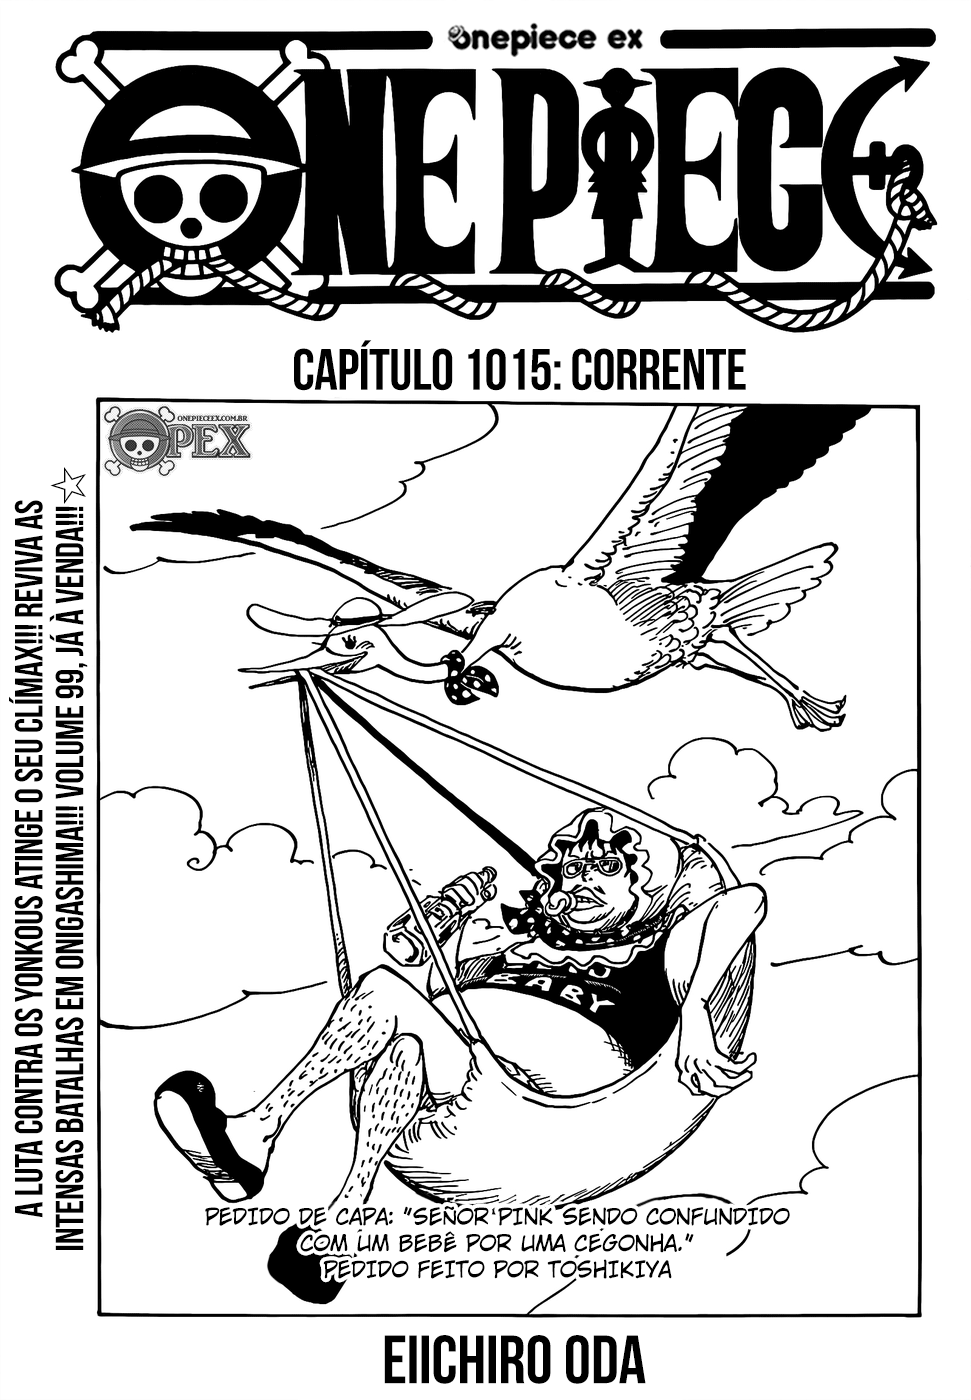 onepiece ex
ONE PIECE
CAPÍTULO 1015: CORRENTE
ONEPIECEEX.COM.BR
OPEX
A LUTA CONTRA OS YONKOUS ATINGE O SEU CLÍMAX!!! REVIVA AS
INTENSAS BATALHAS EM ONIGASHIMA!!! VOLUME 99, JÁ À VENDA!!!☆
BABY
PEDIDO DE CAPA: "SEÑOR PINK SENDO CONFUNDIDO
COM UM BEBÊ POR UMA CEGONHA."
PEDIDO FEITO POR TOSHIKIYA
EIICHIRO ODA